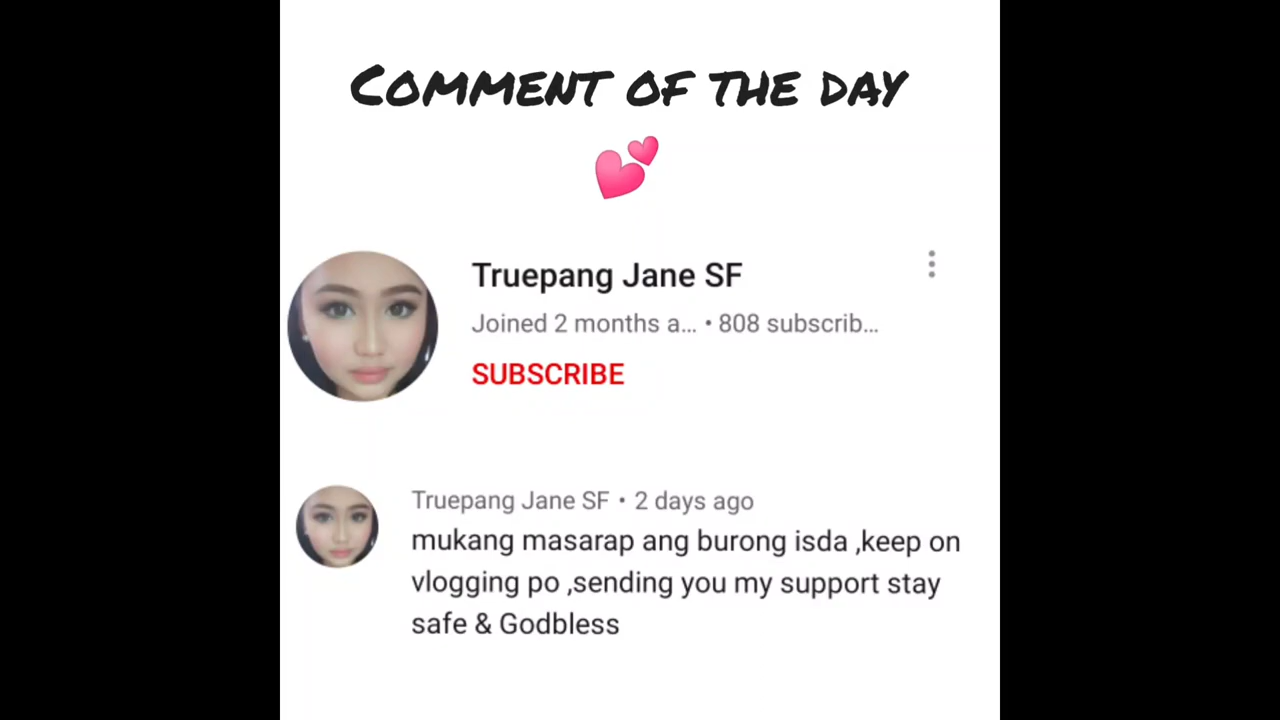 COMMENT OF THE DAY
💕
Truepang Jane SF
Joined 2 months a... • 808 subscrib...
SUBSCRIBE
Truepang Jane SF • 2 days ago
mukang masarap ang burong isda ,keep on
vlogging po ,sending you my support stay
safe & Godbless